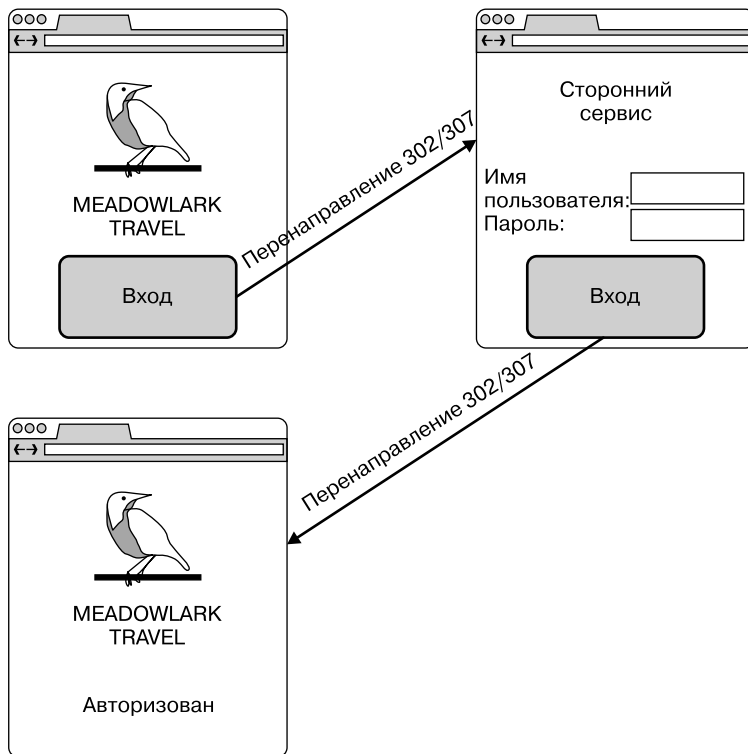 MEADOWLARK
TRAVEL
Вход
Перенаправление 302/307
Сторонний
сервис
Имя
пользователя:
Пароль:
Вход
Перенаправление 302/307
MEADOWLARK
TRAVEL
Авторизован